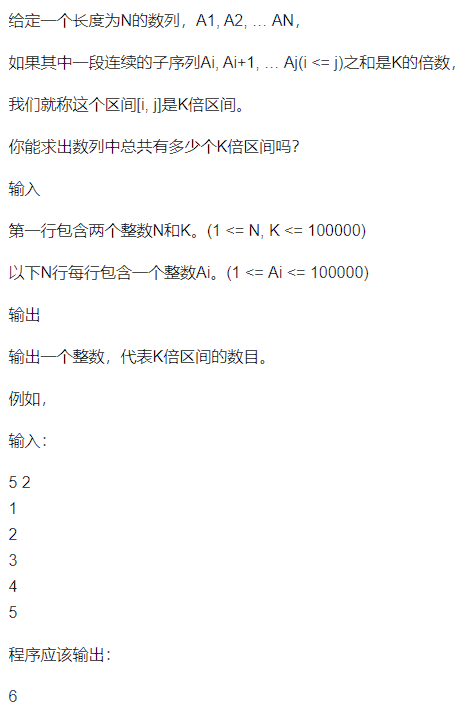 给定一个长度为N的数列，A1, A2, ... AN，
如果其中一段连续的子序列Ai, Ai+1, ... Aj(i <= j)之和是K的倍数，
我们就称这个区间[i, j]是K倍区间。
你能求出数列中总共有多少个K倍区间吗？
输入
第一行包含两个整数N和K。(1 <= N, K <= 100000)
以下N行每行包含一个整数Ai。(1 <= Ai <= 100000)
输出
输出一个整数，代表K倍区间的数目。
例如，
输入：
5 2
1
2
3
4
5
程序应该输出：
6